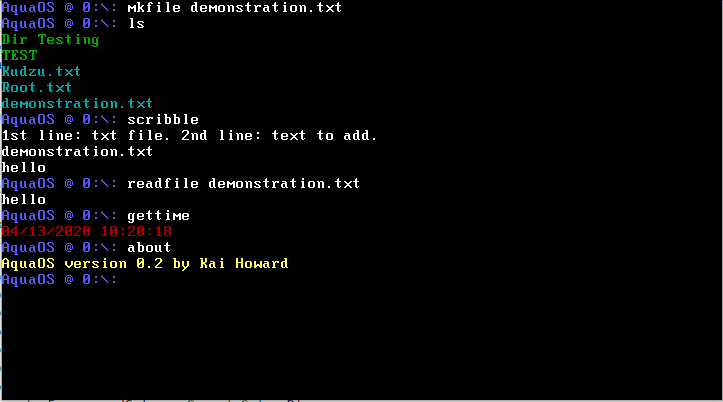 AquaOS @ 0:\: mkfile demonstration.txt
AquaOS @ 0:\: ls
Dir Testing
TEST
Kudzu.txt
Root.txt
demonstration.txt
AquaOS @ 0:\: scribble
1st line: txt file. 2nd line: text to add.
demonstration.txt
hello
AquaOS @ 0:\: readfile demonstration.txt
hello
AquaOS @ 0:\: gettime
04/13/2020 10:20:18
AquaOS @ 0:\: about
AquaOS version 0.2 by Kai Howard
AquaOS @ 0:\: